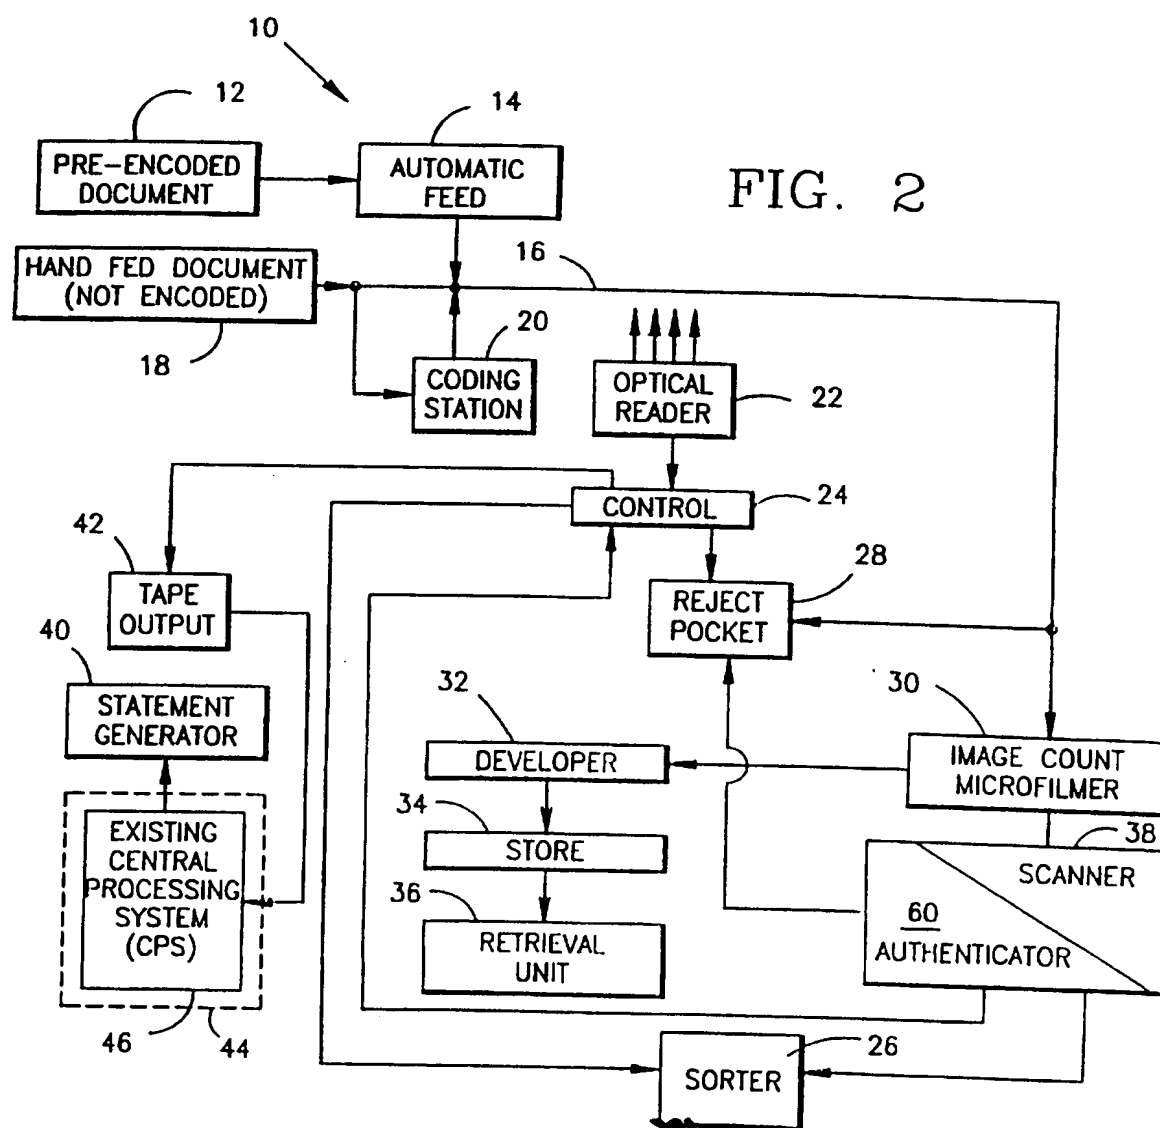 10
12
14
PRE-ENCODED
DOCUMENT
AUTOMATIC
FEED
FIG. 2
HAND FED DOCUMENT
(NOT ENCODED)
16
18
20
CODING
STATION
OPTICAL
READER
22
CONTROL
24
42
TAPE
OUTPUT
28
REJECT
POCKET
40
STATEMENT
GENERATOR
32
DEVELOPER
30
IMAGE COUNT
MICROFILMER
34
STORE
38
SCANNER
EXISTING
CENTRAL
PROCESSING
SYSTEM
(CPS)
36
RETRIEVAL
UNIT
60
AUTHENTICATOR
46
44
26
SORTER